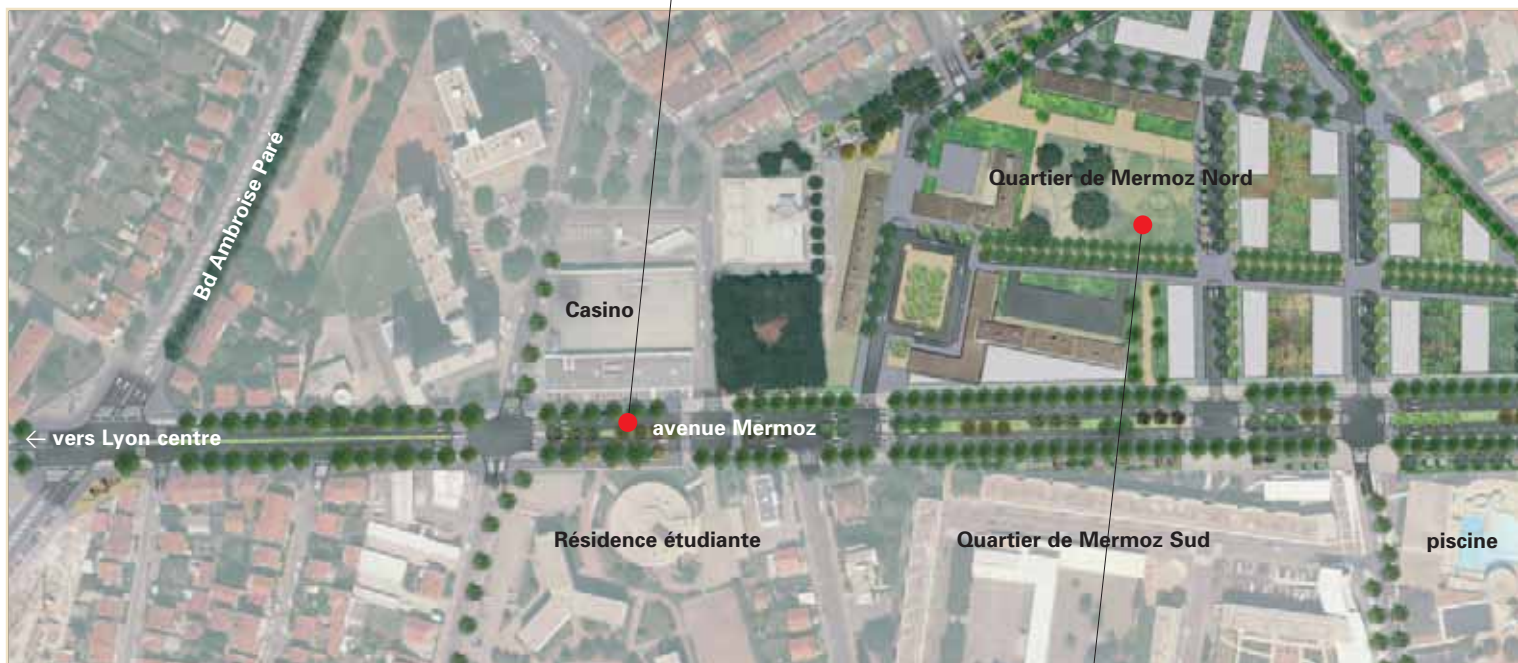 Bd Ambroise Paré
Quartier de Mermoz Nord
Casino
← vers Lyon centre
avenue Mermoz
Résidence étudiante
Quartier de Mermoz Sud
piscine